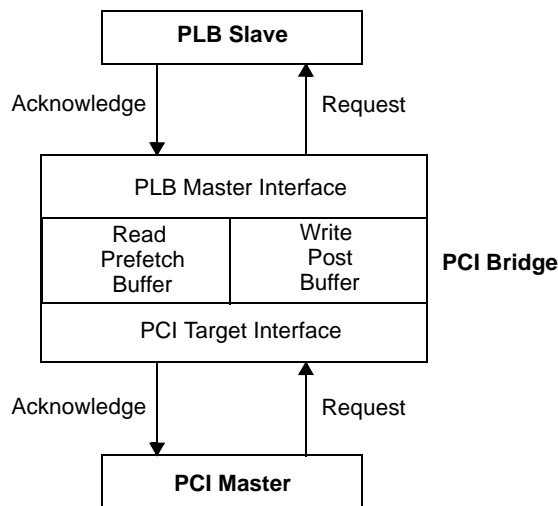 PLB Slave
Acknowledge
Request
PLB Master Interface
Read
Prefetch
Buffer
Write
Post
Buffer
PCI Bridge
PCI Target Interface
Acknowledge
Request
PCI Master